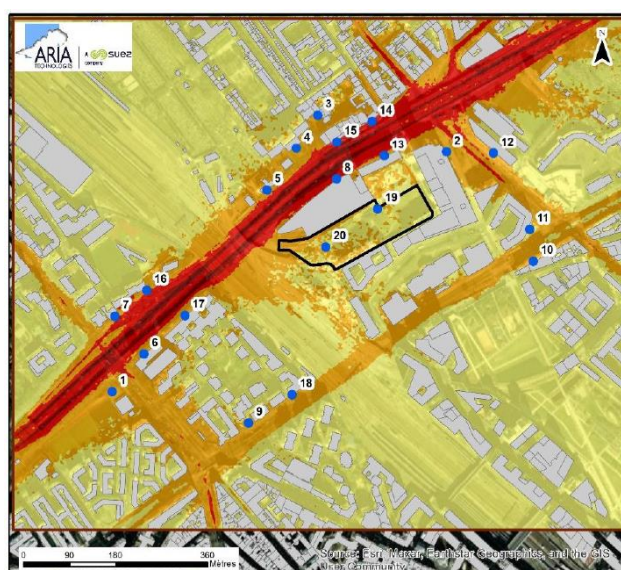 ARIA
TECHNOLOGIES
A
suez
company
N
3
14
4
15
2
12
13
8
5
19
11
20
10
16
7
17
6
1
18
9
0 90 180 360
Mètres
Source: Esri, Maxar, Earthstar Geographics, and the GIS
User Community